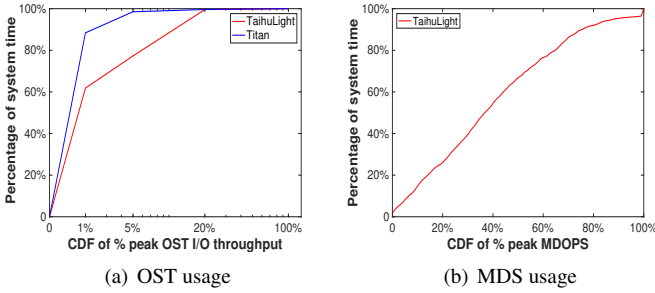 100%
80%
60%
40%
20%
0
Percentage of system time
TaihuLight
Titan
0 1% 5% 20% 100%
CDF of % peak OST I/O throughput
(a) OST usage
100%
80%
60%
40%
20%
0
Percentage of system time
TaihuLight
0 20% 40% 60% 80% 100%
CDF of % peak MDOPS
(b) MDS usage